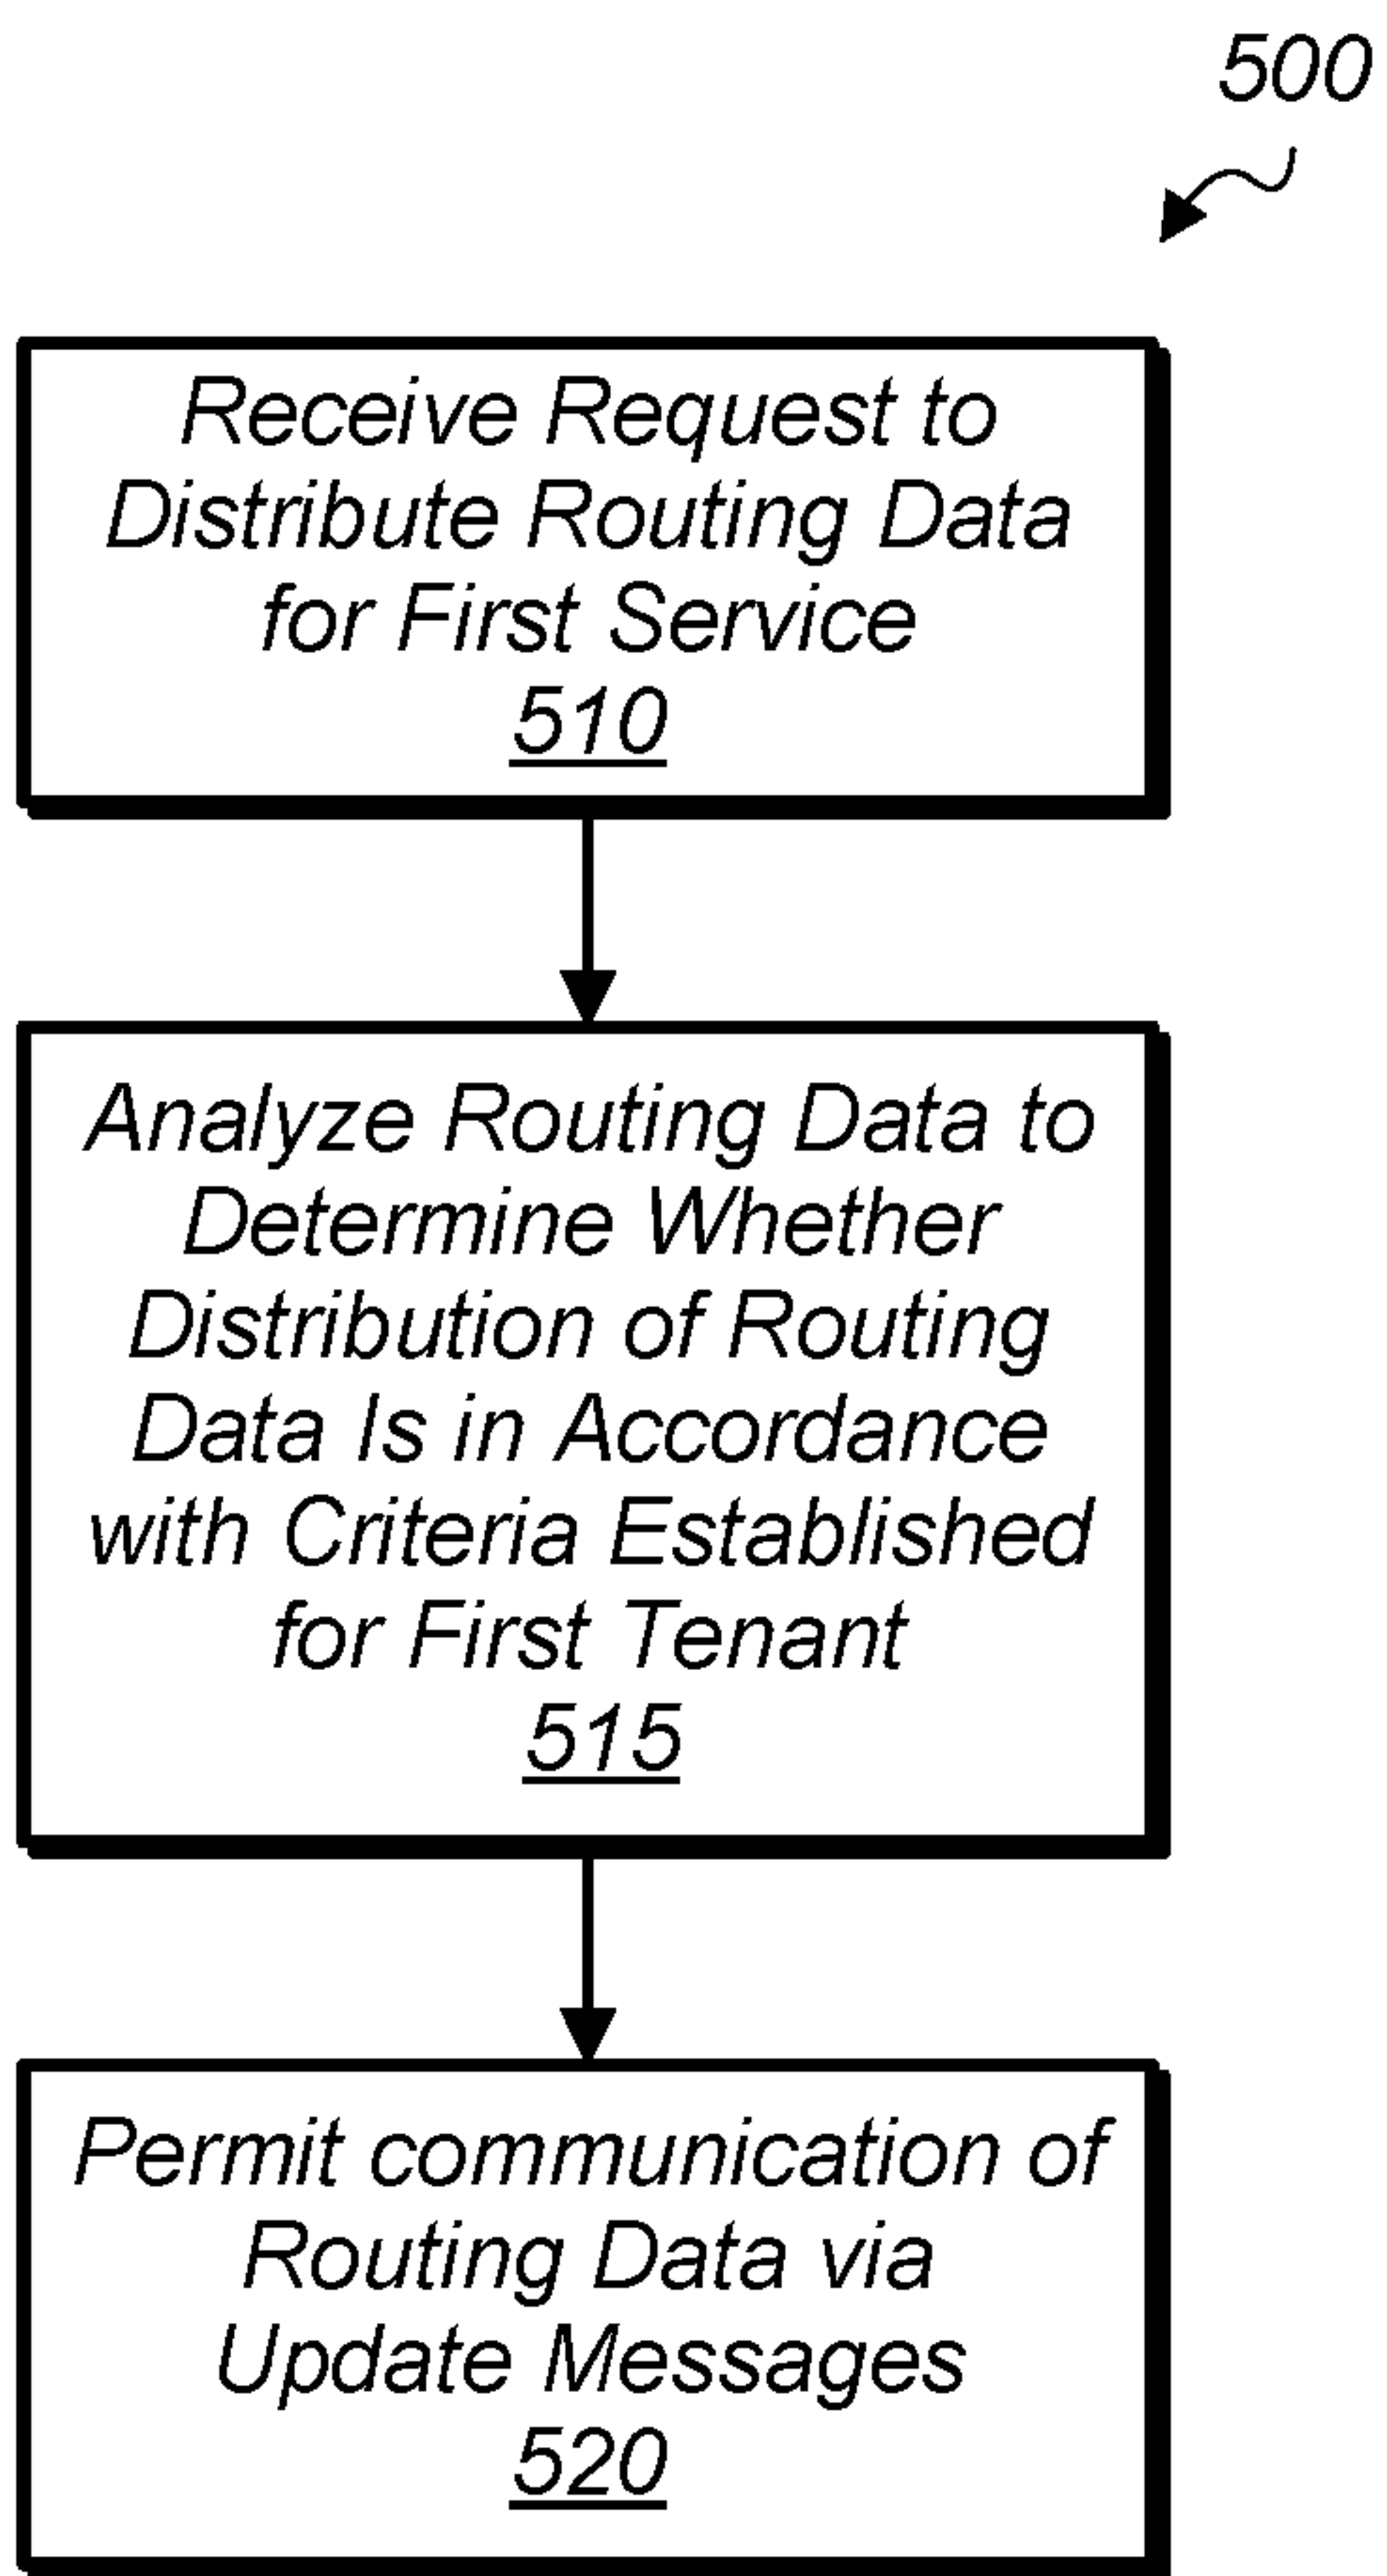 500
Receive Request to
Distribute Routing Data
for First Service
510
Analyze Routing Data to
Determine Whether
Distribution of Routing
Data Is in Accordance
with Criteria Established
for First Tenant
515
Permit communication of
Routing Data via
Update Messages
520